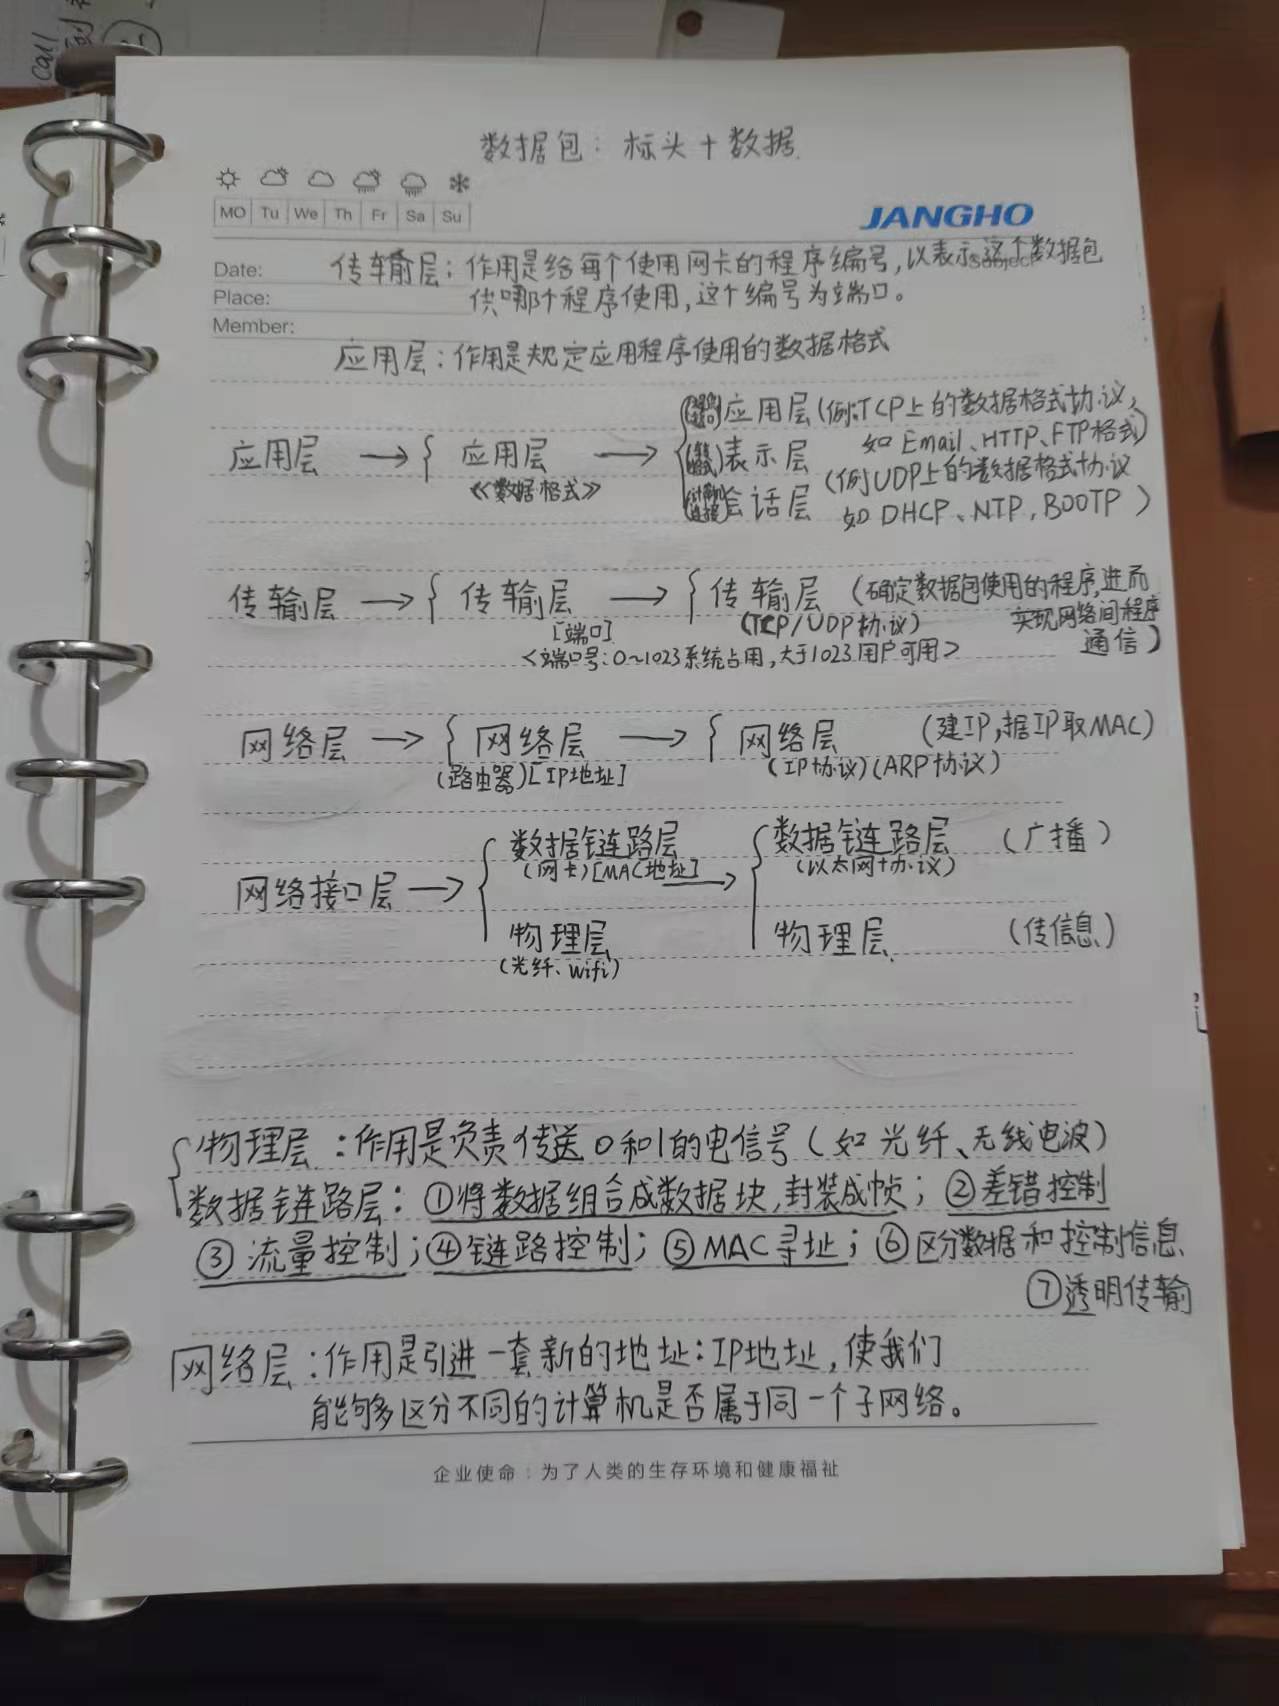 call
数据包：标头+数据.
MO Tu We Th Fr Sa Su
JANGHO
Date:
Subject
传输层：作用是给每个使用网卡的程序编号，以表示这个数据包
Place:
供哪个程序使用，这个编号为端口。
Member:
应用层：作用是规定应用程序使用的数据格式
应用层（例：TCP上的数据格式协议，
如Email、HTTP、FTP格式）
应用层 → { 应用层 → { 表示层
《数据格式》
（例UDP上的数据格式协议
会话层
如DHCP、NTP，BOOTP）
传输层 → { 传输层 → { 传输层（确定数据包使用的程序，进而
[端口] （TCP/UDP协议） 实现网络间程序
<端口号：0~1023系统占用，大于1023用户可用> 通信）
网络层 → { 网络层 → { 网络层 （建IP，据IP取MAC）
（路由器）[IP地址] （IP协议）（ARP协议）
数据链路层 数据链路层 （广播）
（网卡）[MAC地址] （以太网协议）
网络接口层 → { → {
物理层 物理层. （传信息）
（光纤、wifi）
物理层：作用是负责传送0和1的电信号（如光纤、无线电波）
数据链路层：①将数据组合成数据块，封装成帧；②差错控制
③流量控制；④链路控制；⑤MAC寻址；⑥区分数据和控制信息
⑦透明传输
网络层：作用是引进一套新的地址：IP地址，使我们
能够多区分不同的计算机是否属于同一个子网络。
企业使命：为了人类的生存环境和健康福祉